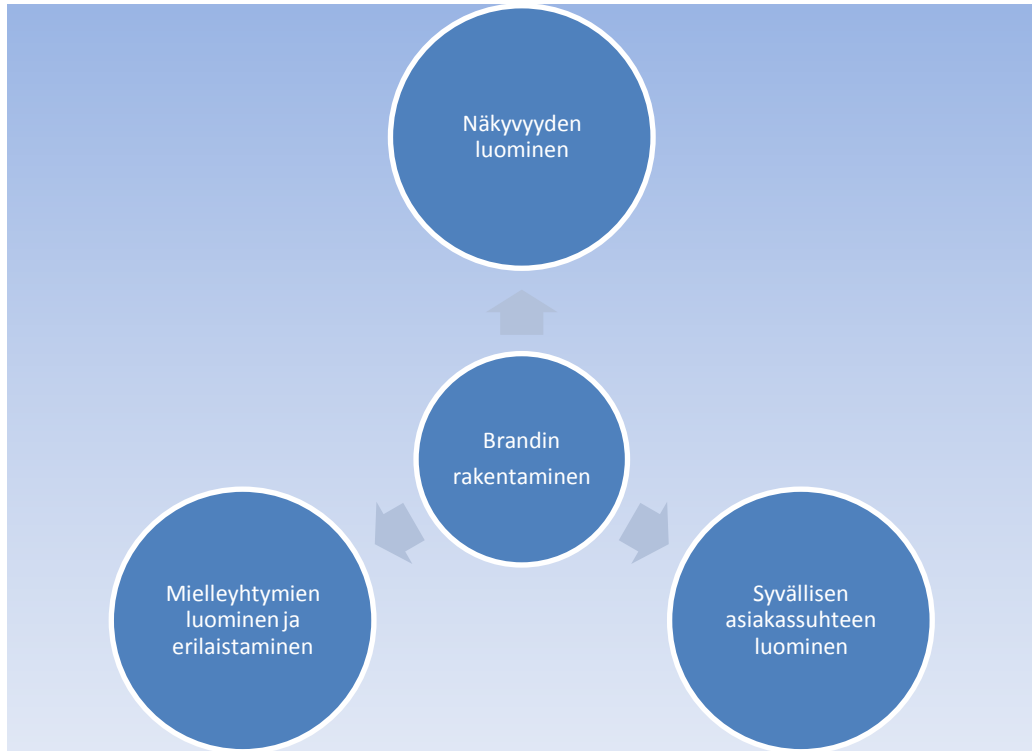 Näkyvyyden
luominen
Brandin
rakentaminen
Mielleyhtymien
luominen ja
erilaistaminen
Syvällisen
asiakassuhteen
luominen